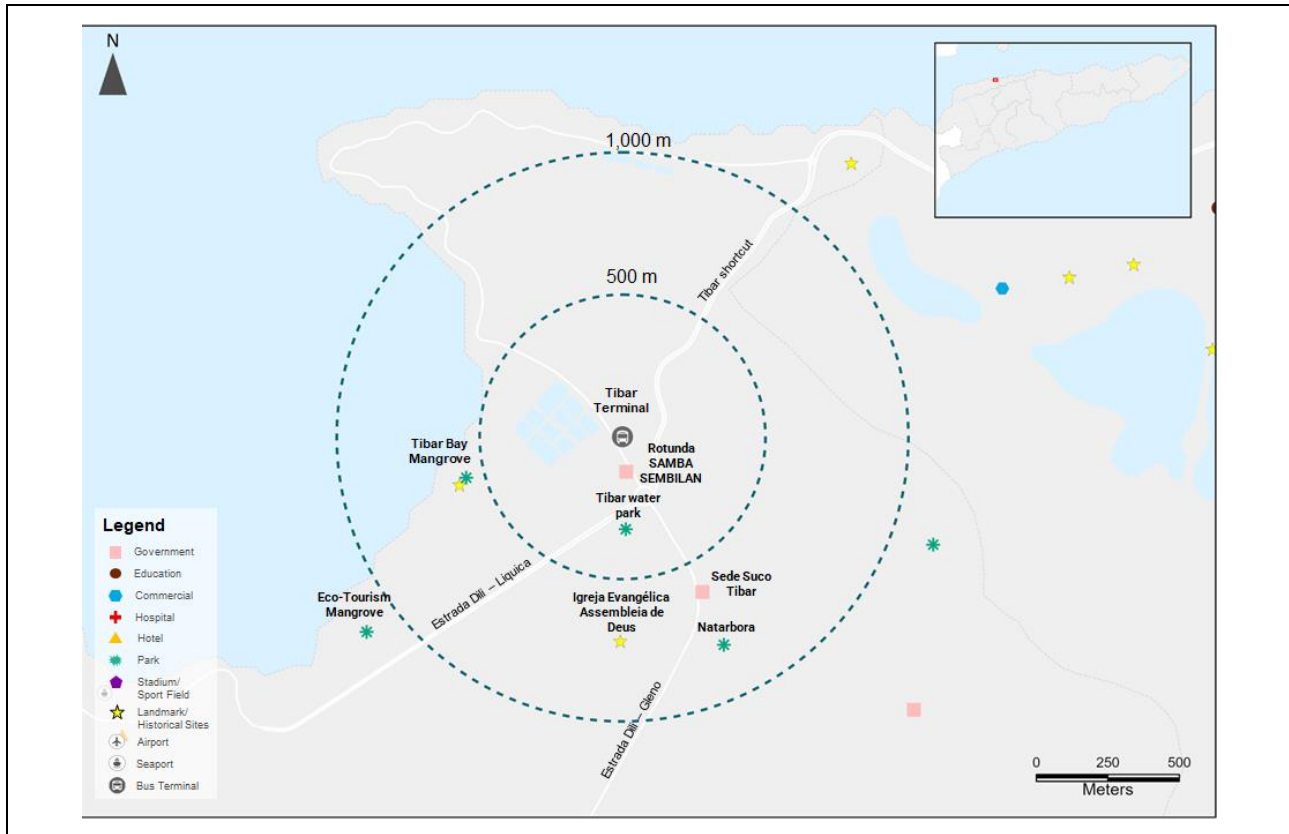 N
1,000 m
500 m
Tibar shortcut
Tibar
Terminal
Rotunda
SAMBA
SEMBILAN
Tibar Bay
Mangrove
Tibar water
park
Estrada Dili – Liquica
Eco-Tourism
Mangrove
Igreja Evangélica
Assembleia de
Deus
Sede Suco
Tibar
Natarbora
Estrada Dili – Gleno
Legend
Government
Education
Commercial
Hospital
Hotel
Park
Stadium/
Sport Field
Landmark/
Historical Sites
Airport
Seaport
Bus Terminal
0 250 500
Meters